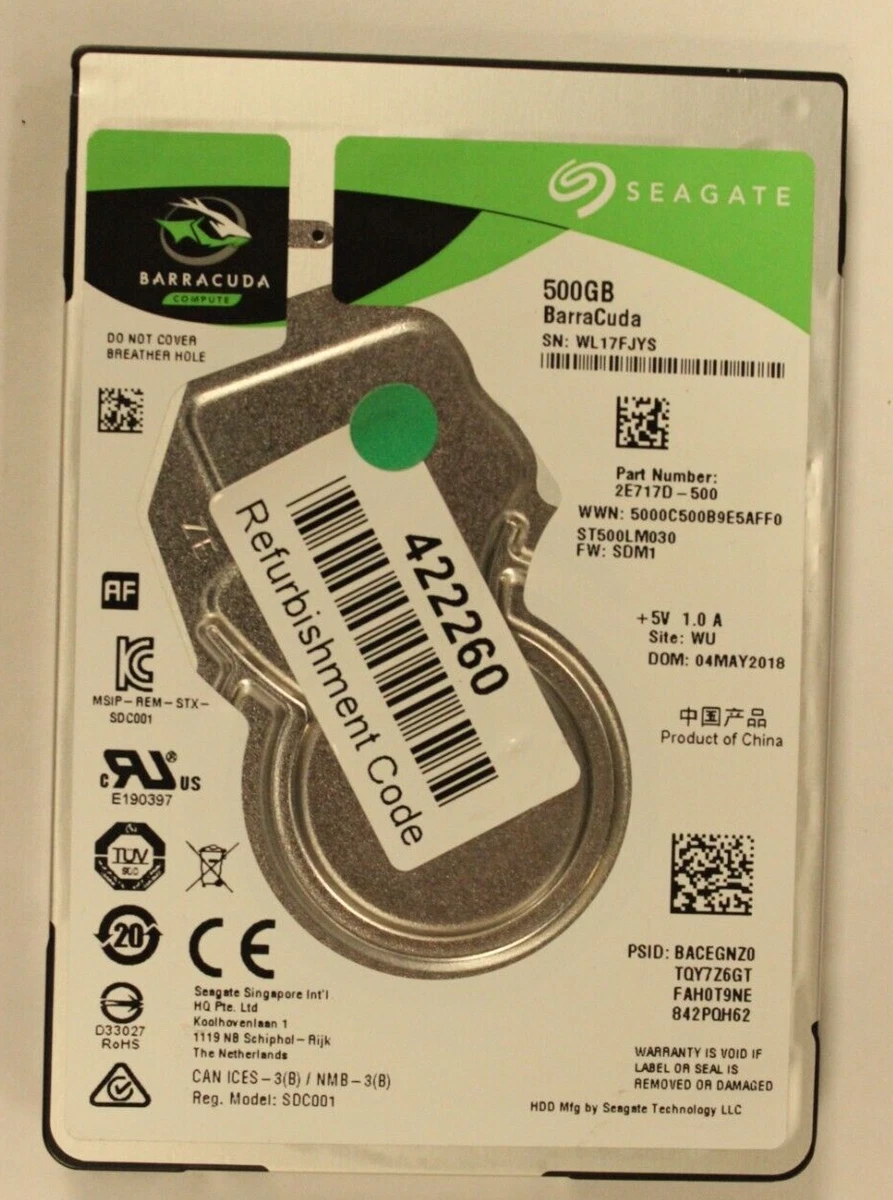 SEAGATE
BARRACUDA
COMPUTE
DO NOT COVER
BREATHER HOLE
500GB
BarraCuda
SN: WL17FJYS
Part Number:
2E717D-500
WWN: 5000C500B9E5AFF0
ST500LM030
FW: SDM1
+5V 1.0 A
Site: WU
DOM: 04MAY2018
中国产品
Product of China
422260
Refurbishment Code
AF
MSIP-REM-STX-
SDC001
c RU ® US
E190397
TÜV
SÜD
20
D33027
RoHS
CE
Seagate Singapore Int'l
HQ Pte. Ltd
Koolhovenlaan 1
1119 NB Schiphol-Rijk
The Netherlands
CAN ICES-3(B) / NMB-3(B)
Reg. Model: SDC001
PSID: BACEGNZ0
TQY7Z6GT
FAH0T9NE
842PQH62
WARRANTY IS VOID IF
LABEL OR SEAL IS
REMOVED OR DAMAGED
HDD Mfg by Seagate Technology LLC